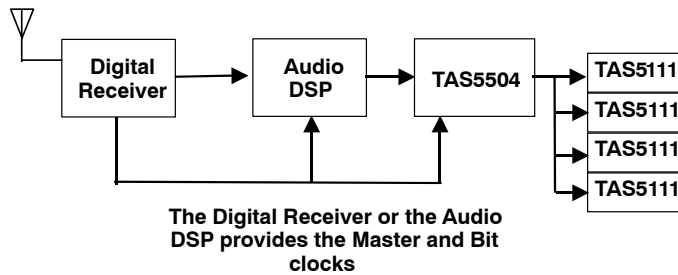 Digital
Receiver
Audio
DSP
TAS5504
TAS5111
TAS5111
TAS5111
TAS5111
The Digital Receiver or the Audio
DSP provides the Master and Bit
clocks